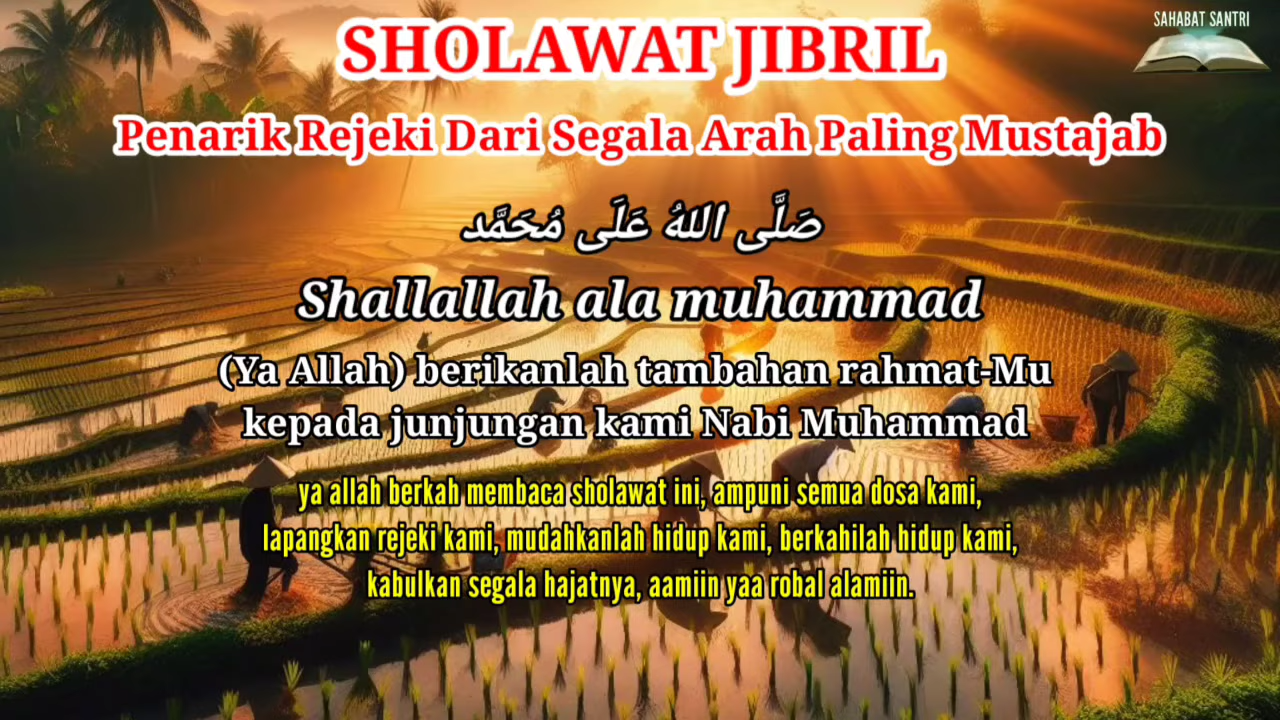 SAHABAT SANTRI
SHOLAWAT JIBRIL
Penarik Rejeki Dari Segala Arah Paling Mustajab
صَلَّى اللهُ عَلَى مُحَمَّد
Shallallah ala muhammad
(Ya Allah) berikanlah tambahan rahmat-Mu
kepada junjungan kami Nabi Muhammad
ya allah berkah membaca sholawat ini, ampuni semua dosa kami,
lapangkan rejeki kami, mudahkanlah hidup kami, berkahilah hidup kami,
kabulkan segala hajatnya, aamiin yaa robal alamiin.